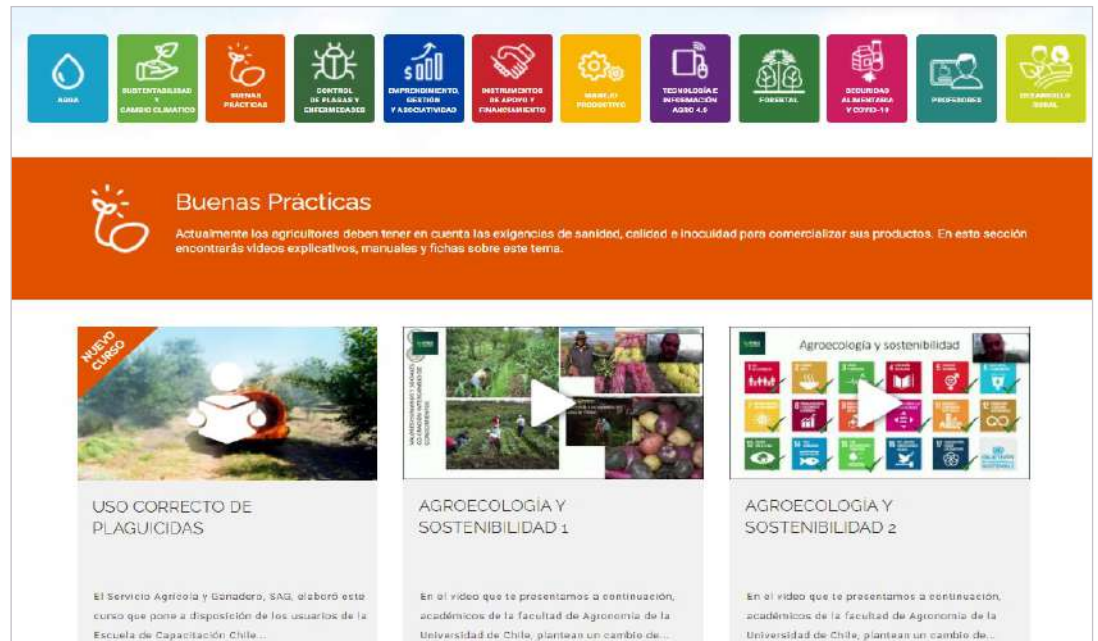 AGUA
SUSTENTABILIDAD
Y
CAMBIO CLIMATICO
BUENAS
PRÁCTICAS
CONTROL
DE PLAGAS Y
ENFERMEDADES
EMPRENDIMIENTO,
GESTIÓN
Y ASOCIATIVIDAD
INSTRUMENTOS
DE APOYO Y
FINANCIAMIENTO
MANEJO
PRODUCTIVO
TECNOLOGÍA E
INFORMACIÓN
AGRO 4.0
FORESTAL
SEGURIDAD
ALIMENTARIA
Y COVID-19
PROFESORES
DESARROLLO
RURAL
Buenas Prácticas
Actualmente los agricultores deben tener en cuenta las exigencias de sanidad, calidad e inocuidad para comercializar sus productos. En esta sección
encontrarás videos explicativos, manuales y fichas sobre este tema.
NUEVO
CURSO
Agroecología y sostenibilidad
USO CORRECTO DE
PLAGUICIDAS
El Servicio Agrícola y Ganadero, SAG, elaboró este
curso que pone a disposición de los usuarios de la
Escuela de Capacitación Chile...
AGROECOLOGÍA Y
SOSTENIBILIDAD 1
En el video que te presentamos a continuación,
académicos de la facultad de Agronomía de la
Universidad de Chile, plantean un cambio de...
AGROECOLOGÍA Y
SOSTENIBILIDAD 2
En el video que te presentamos a continuación,
académicos de la facultad de Agronomía de la
Universidad de Chile, plantean un cambio de...